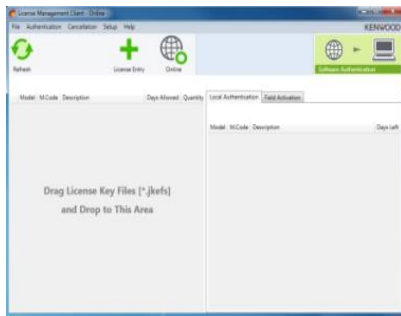 License Management Client - Online
File Authentication Cancellation Setup Help
KENWOOD
Refresh
License Entry
Online
Software Authentication
Model M.Code Description Days Allowed Quantity
Local Authentication Field Activation
Model M.Code Description Days Left
Drag License Key Files [*.jkefs]
and Drop to This Area